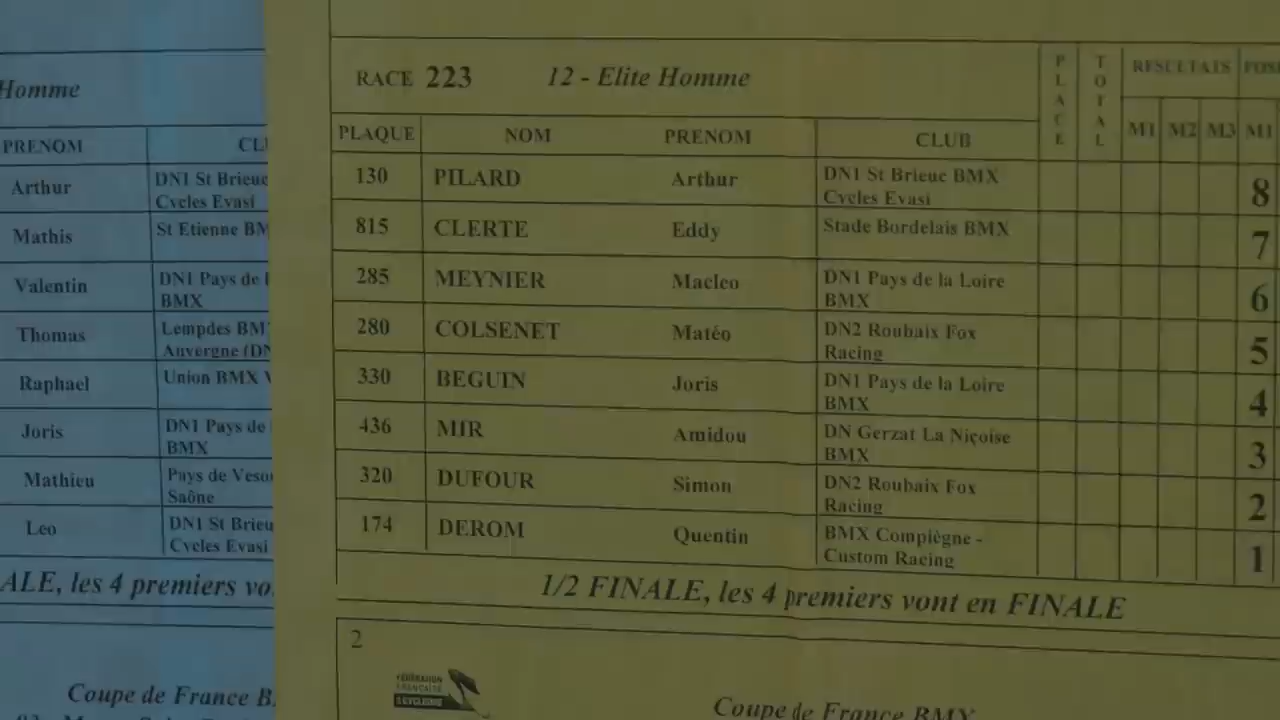 Homme
PRENOM CLU
Arthur DN1 St Brieuc
Cycles Evasi
Mathis St Etienne BM
Valentin DN1 Pays de l
BMX
Thomas Lempdes BM
Auvergne (DN
Raphael Union BMX V
Joris DN1 Pays de
BMX
Mathieu Pays de Vesou
Saône
Leo DN1 St Brieu
Cycles Evasi
ALE, les 4 premiers vo
Coupe de France B
RACE 223 12 - Elite Homme
PLACE TOTAL RESULTATS POSI
PLAQUE NOM PRENOM CLUB M1 M2 M3 M1
130 PILARD Arthur DN1 St Brieuc BMX
Cycles Evasi 8
815 CLERTE Eddy Stade Bordelais BMX 7
285 MEYNIER Macleo DN1 Pays de la Loire
BMX 6
280 COLSENET Matéo DN2 Roubaix Fox
Racing 5
330 BEGUIN Joris DN1 Pays de la Loire
BMX 4
436 MIR Amidou DN Gerzat La Niçoise
BMX 3
320 DUFOUR Simon DN2 Roubaix Fox
Racing 2
174 DEROM Quentin BMX Compiègne -
Custom Racing 1
1/2 FINALE, les 4 premiers vont en FINALE
2
FÉDÉRATION
FRANÇAISE
DE CYCLISME
Coupe de France BMX